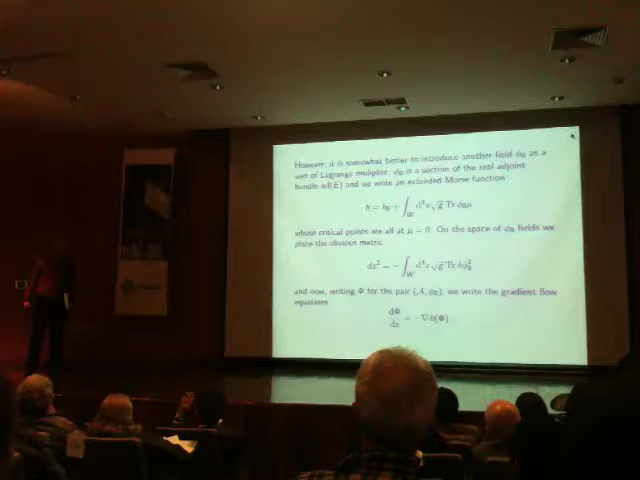 However, it is somewhat better to introduce another field ϕ₀ as a
sort of Lagrange muliplier. ϕ₀ is a suction of the real adjoint
bundle ad(E) and we write an extended Morse function
h = h₀ + ∫_W d³x√g Tr ϕ₀μ
whose critical points are all at μ = 0. On the space of ϕ₀ fields we
place the obvious metric
ds² = − ∫_W d³x√g Tr δϕ₀²
and now, writing Φ for the pair (A, ϕ₀), we write the gradient flow
equations
dΦ/ds = −∇h(Φ)